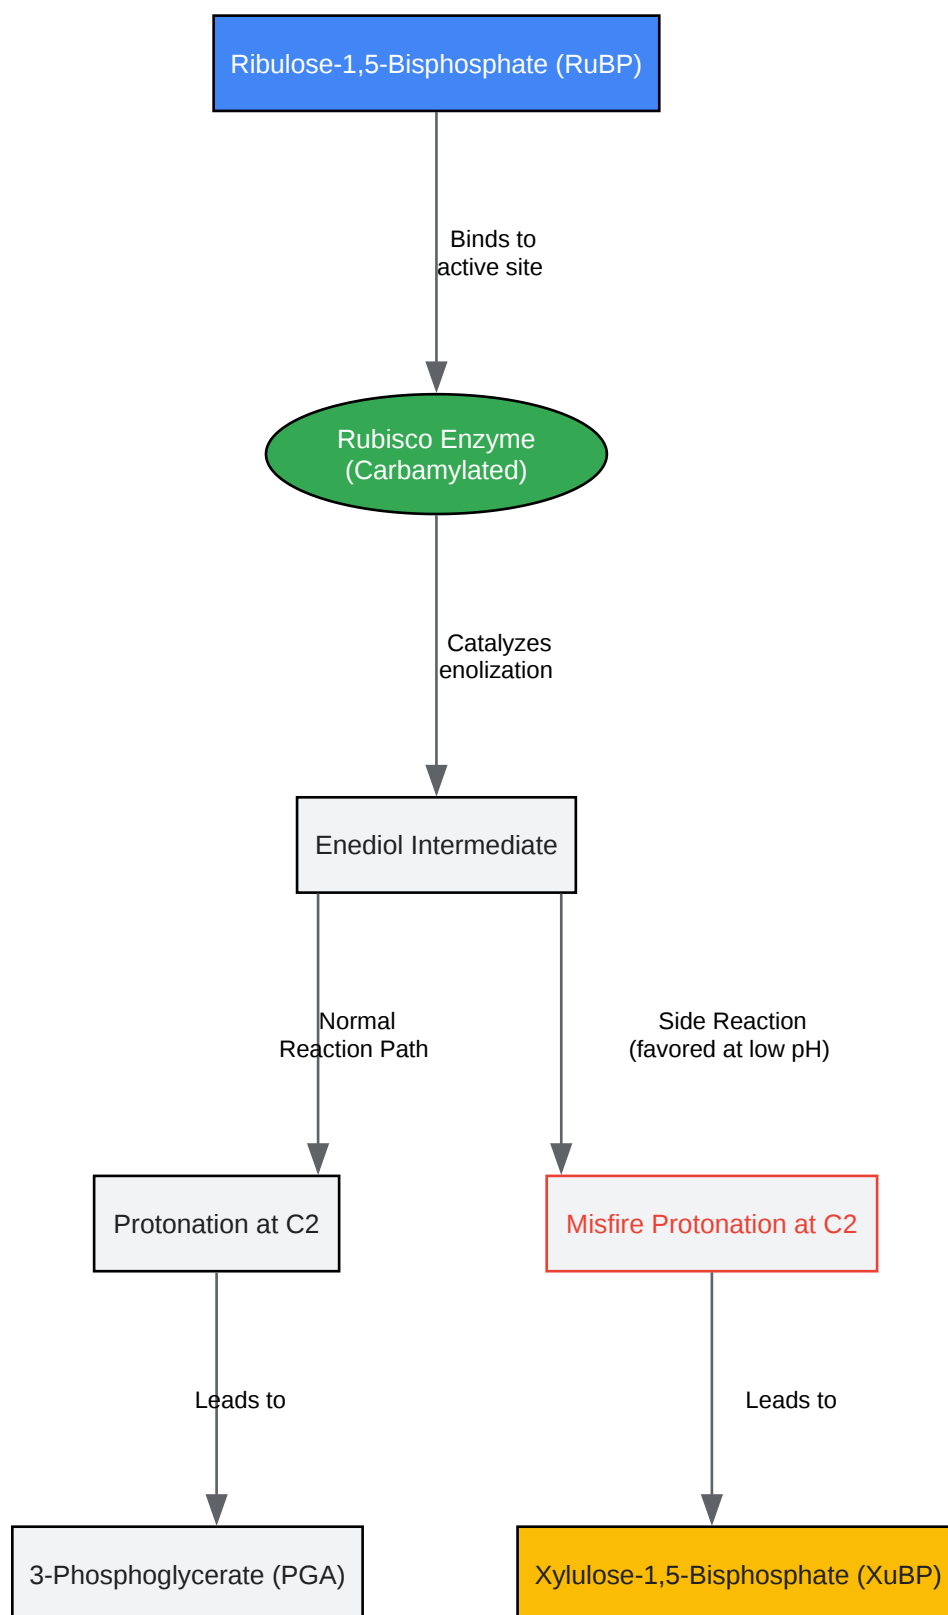 Ribulose-1,5-Bisphosphate (RuBP)
Binds to
active site
Rubisco Enzyme
(Carbamylated)
Catalyzes
enolization
Enediol Intermediate
Normal
Reaction Path
Side Reaction
(favored at low pH)
Protonation at C2
Misfire Protonation at C2
Leads to
Leads to
3-Phosphoglycerate (PGA)
Xylulose-1,5-Bisphosphate (XuBP)